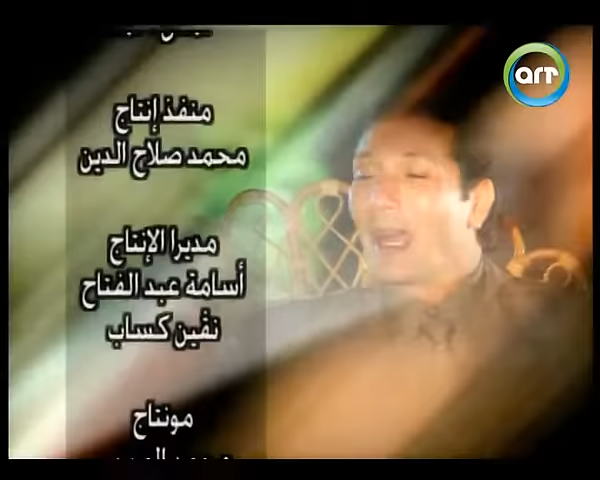 منفذ إنتاج
محمد صلاح الدين
مديرا الإنتاج
أسامة عبد الفتاح
نڤين كساب
مونتاج
art